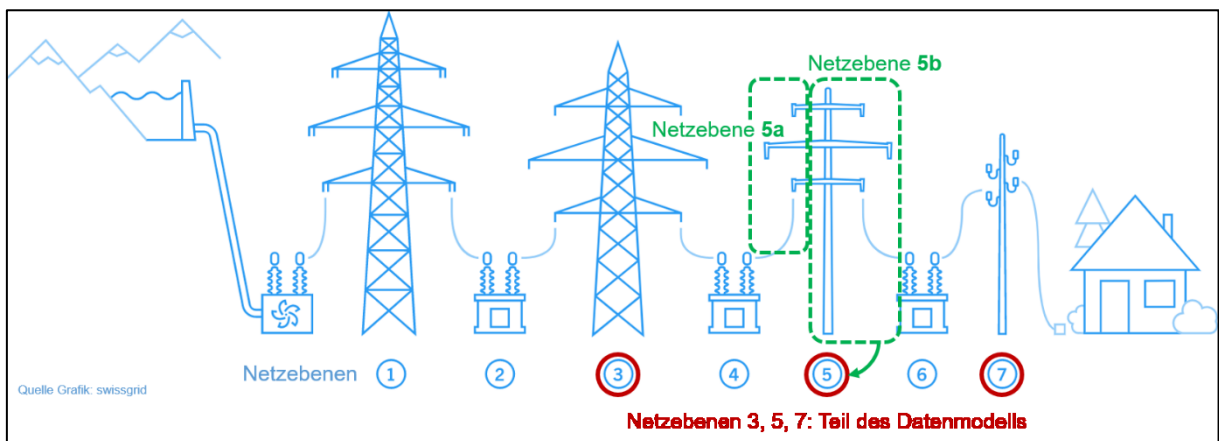 Netzebene 5b
Netzebene 5a
Netzebenen 1 2 3 4 5 6 7
Quelle Grafik: swissgrid
Netzebenen 3, 5, 7: Teil des Datenmodells